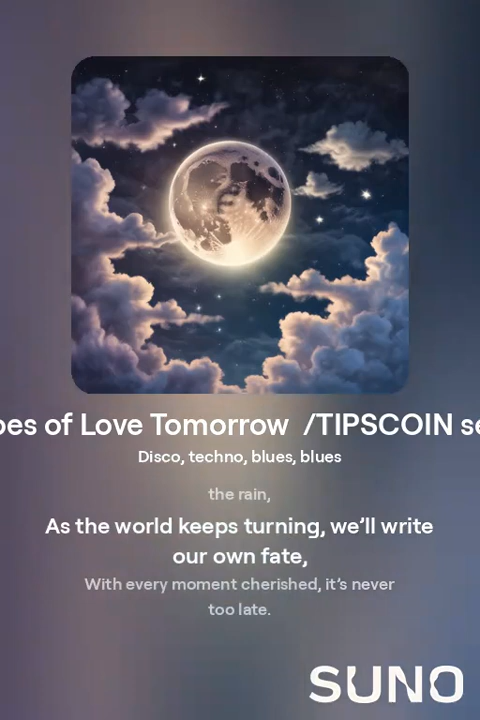 pes of Love Tomorrow /TIPSCOIN se
Disco, techno, blues, blues
the rain,
As the world keeps turning, we’ll write
our own fate,
With every moment cherished, it’s never
too late.
SUNO